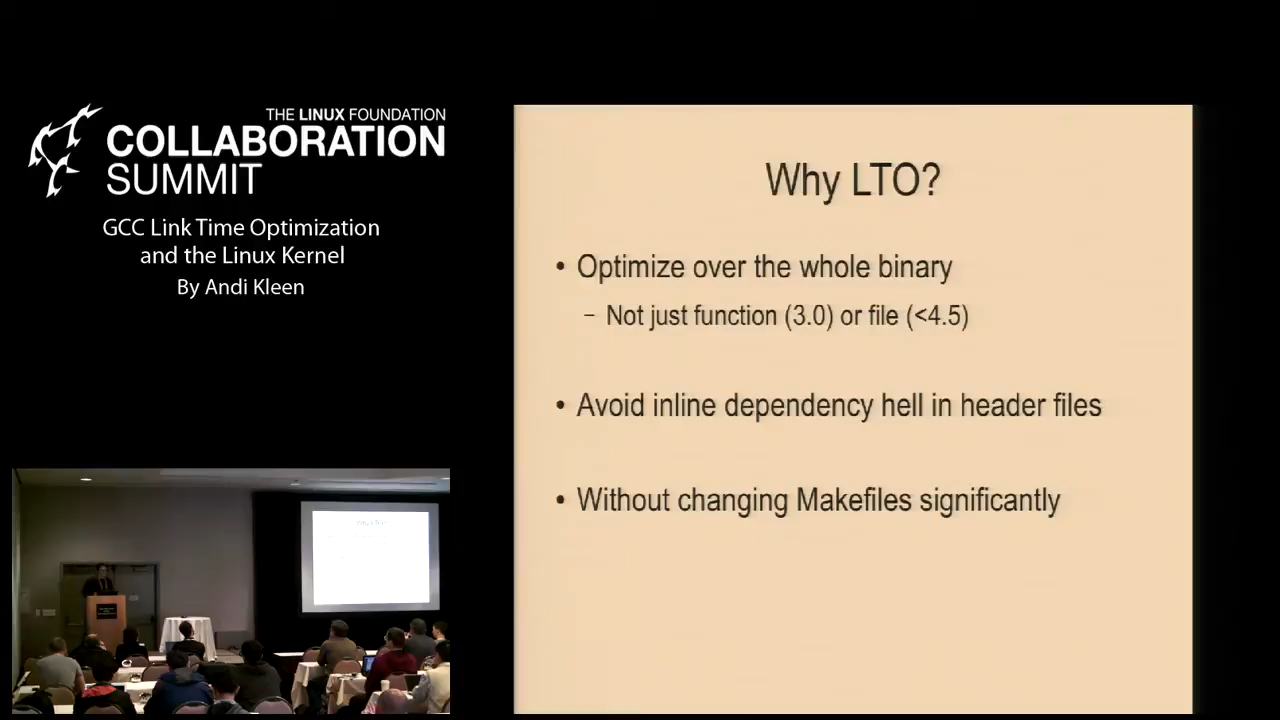 THE LINUX FOUNDATION
COLLABORATION
SUMMIT
GCC Link Time Optimization
and the Linux Kernel
By Andi Kleen
Why LTO?
• Optimize over the whole binary
– Not just function (3.0) or file (<4.5)
• Avoid inline dependency hell in header files
• Without changing Makefiles significantly